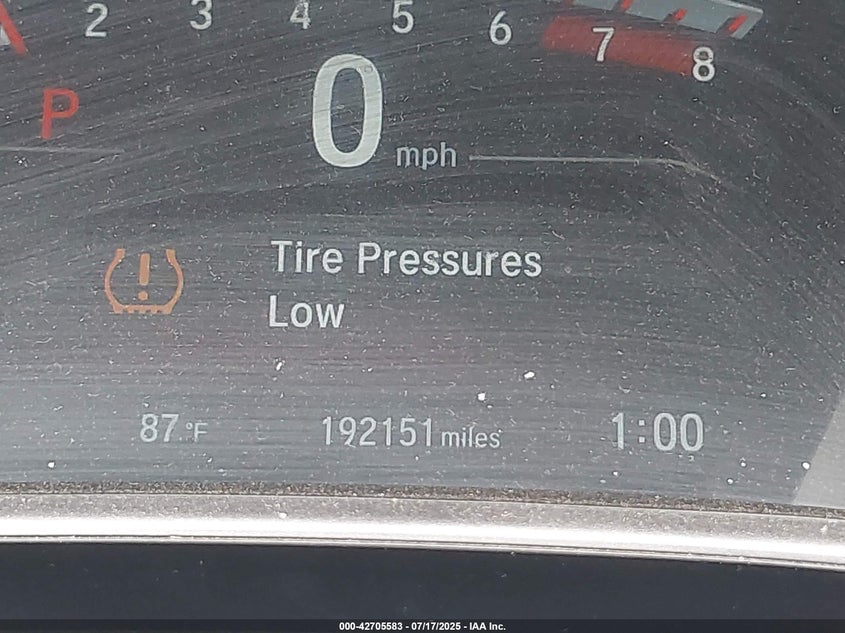 2 3 4 5 6 7 8
P
0 mph
Tire Pressures
Low
87°F 192151 miles 1:00
000-42705583 - 07/17/2025 - IAA Inc.